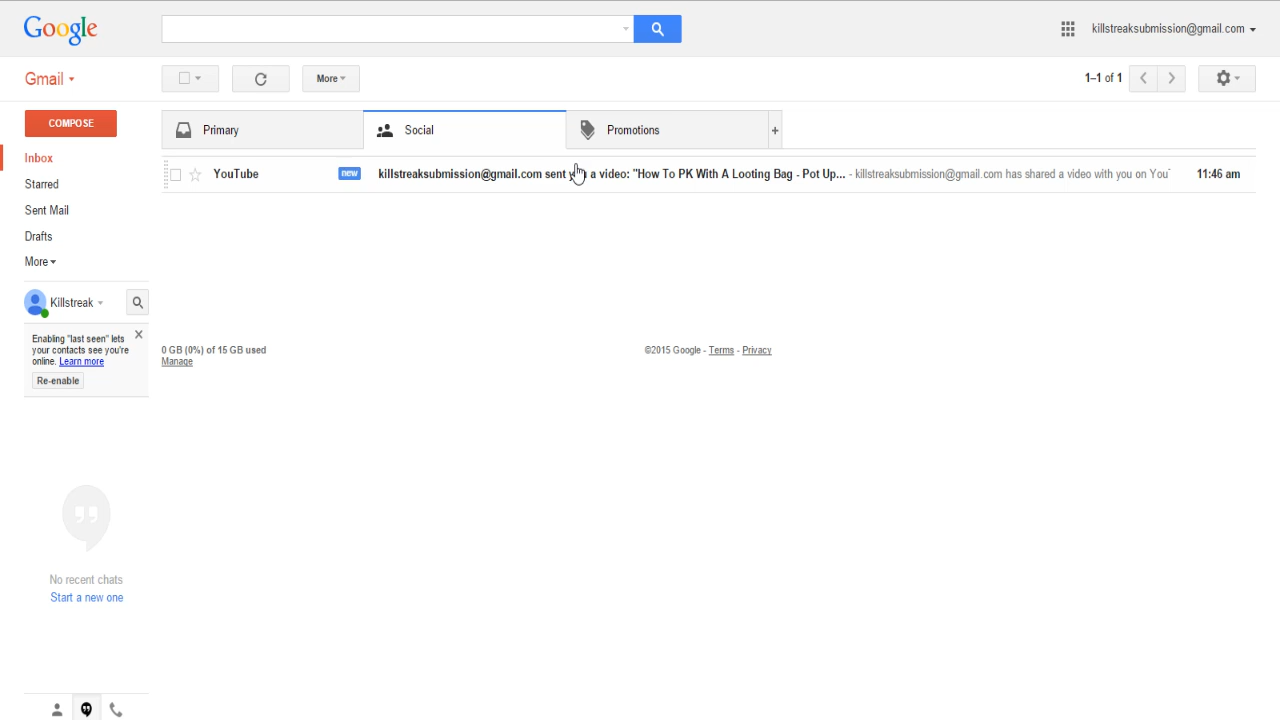 Google
killstreaksubmission@gmail.com
Gmail
More
1–1 of 1
COMPOSE
Primary
Social
Promotions
+
Inbox
YouTube new killstreaksubmission@gmail.com sent a video: "How To PK With A Looting Bag - Pot Up... - killstreaksubmission@gmail.com has shared a video with you on You 11:46 am
Starred
Sent Mail
Drafts
More
Killstreak
Enabling "last seen" lets
your contacts see you're
online. Learn more
Re-enable
0 GB (0%) of 15 GB used
Manage
©2015 Google - Terms - Privacy
No recent chats
Start a new one